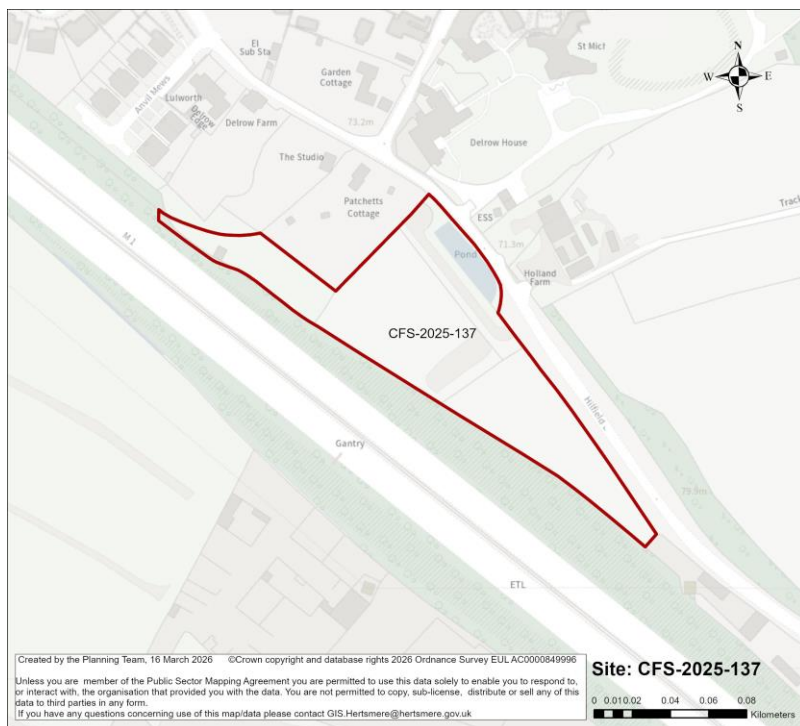 El
Sub Sta
St Micł
N
W
E
S
Anvil Mews
Lulworth
Garden
Cottage
Delrow
Edge
Delrow Farm
73.2m
Delrow House
The Studio
Patchetts
Cottage
ESS
Track
71.3m
M 1
Pond
Holland
Farm
CFS-2025-137
Hilfield L
Gantry
79.9m
ETL
Created by the Planning Team, 16 March 2026 ©Crown copyright and database rights 2026 Ordnance Survey EUL AC0000849996
Unless you are member of the Public Sector Mapping Agreement you are permitted to use this data solely to enable you to respond to,
or interact with, the organisation that provided you with the data. You are not permitted to copy, sub-license, distribute or sell any of this
data to third parties in any form.
If you have any questions concerning use of this map/data please contact GIS.Hertsmere@hertsmere.gov.uk
Site: CFS-2025-137
0 0.01 0.02 0.04 0.06 0.08
Kilometers